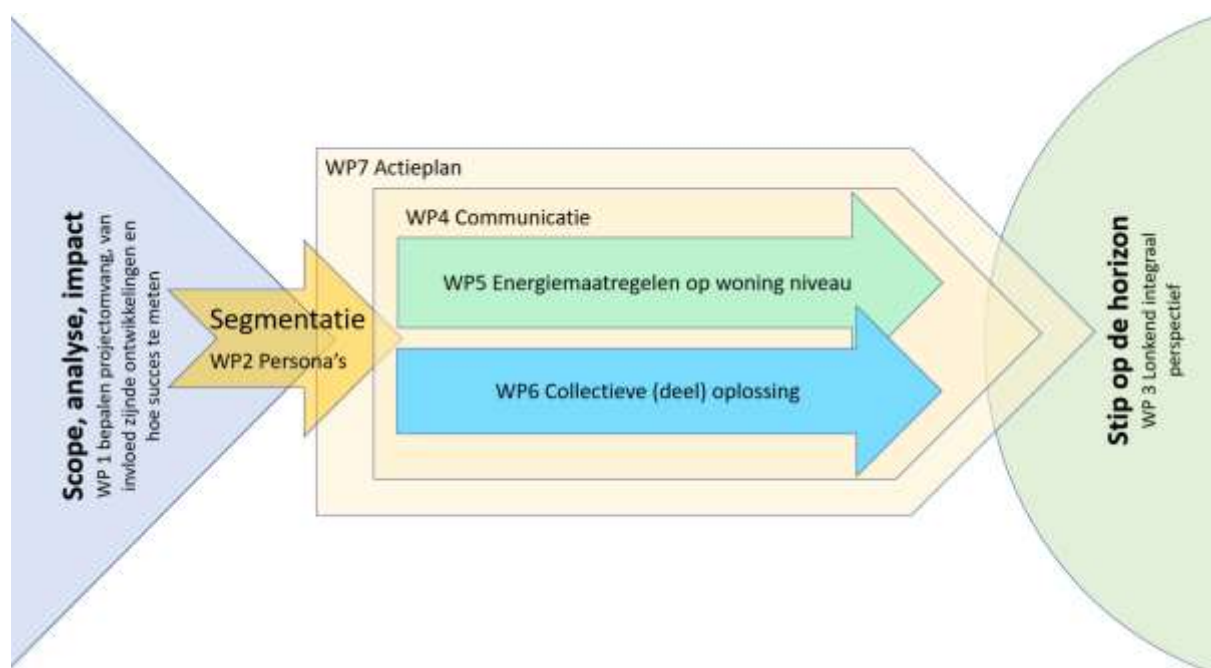 Scope, analyse, impact
WP 1 bepalen projectomvang, van
invloed zijnde ontwikkelingen en
hoe succes te meten
Segmentatie
WP2 Persona's
WP7 Actieplan
WP4 Communicatie
WP5 Energiemaatregelen op woning niveau
WP6 Collectieve (deel) oplossing
Stip op de horizon
WP 3 Lonkend integraal
perspectief